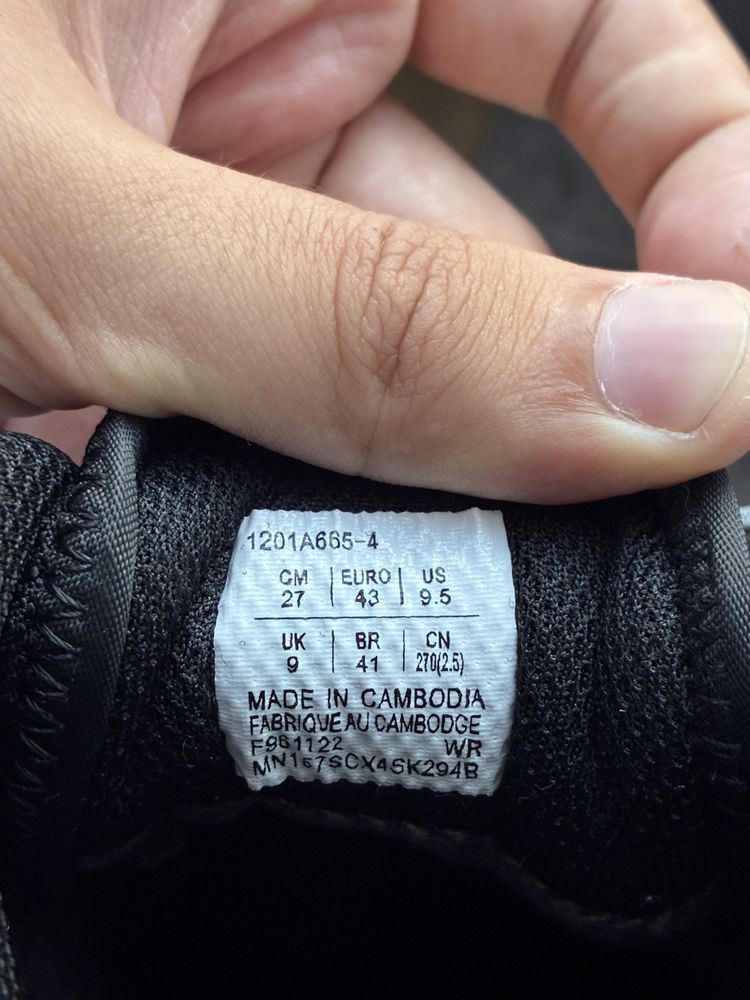 1201A665-4
CM EURO US
27 43 9.5
UK BR CN
9 41 270(2.5)
MADE IN CAMBODIA
FABRIQUE AU CAMBODGE
F961122 WR
MN167SCX4SK294B